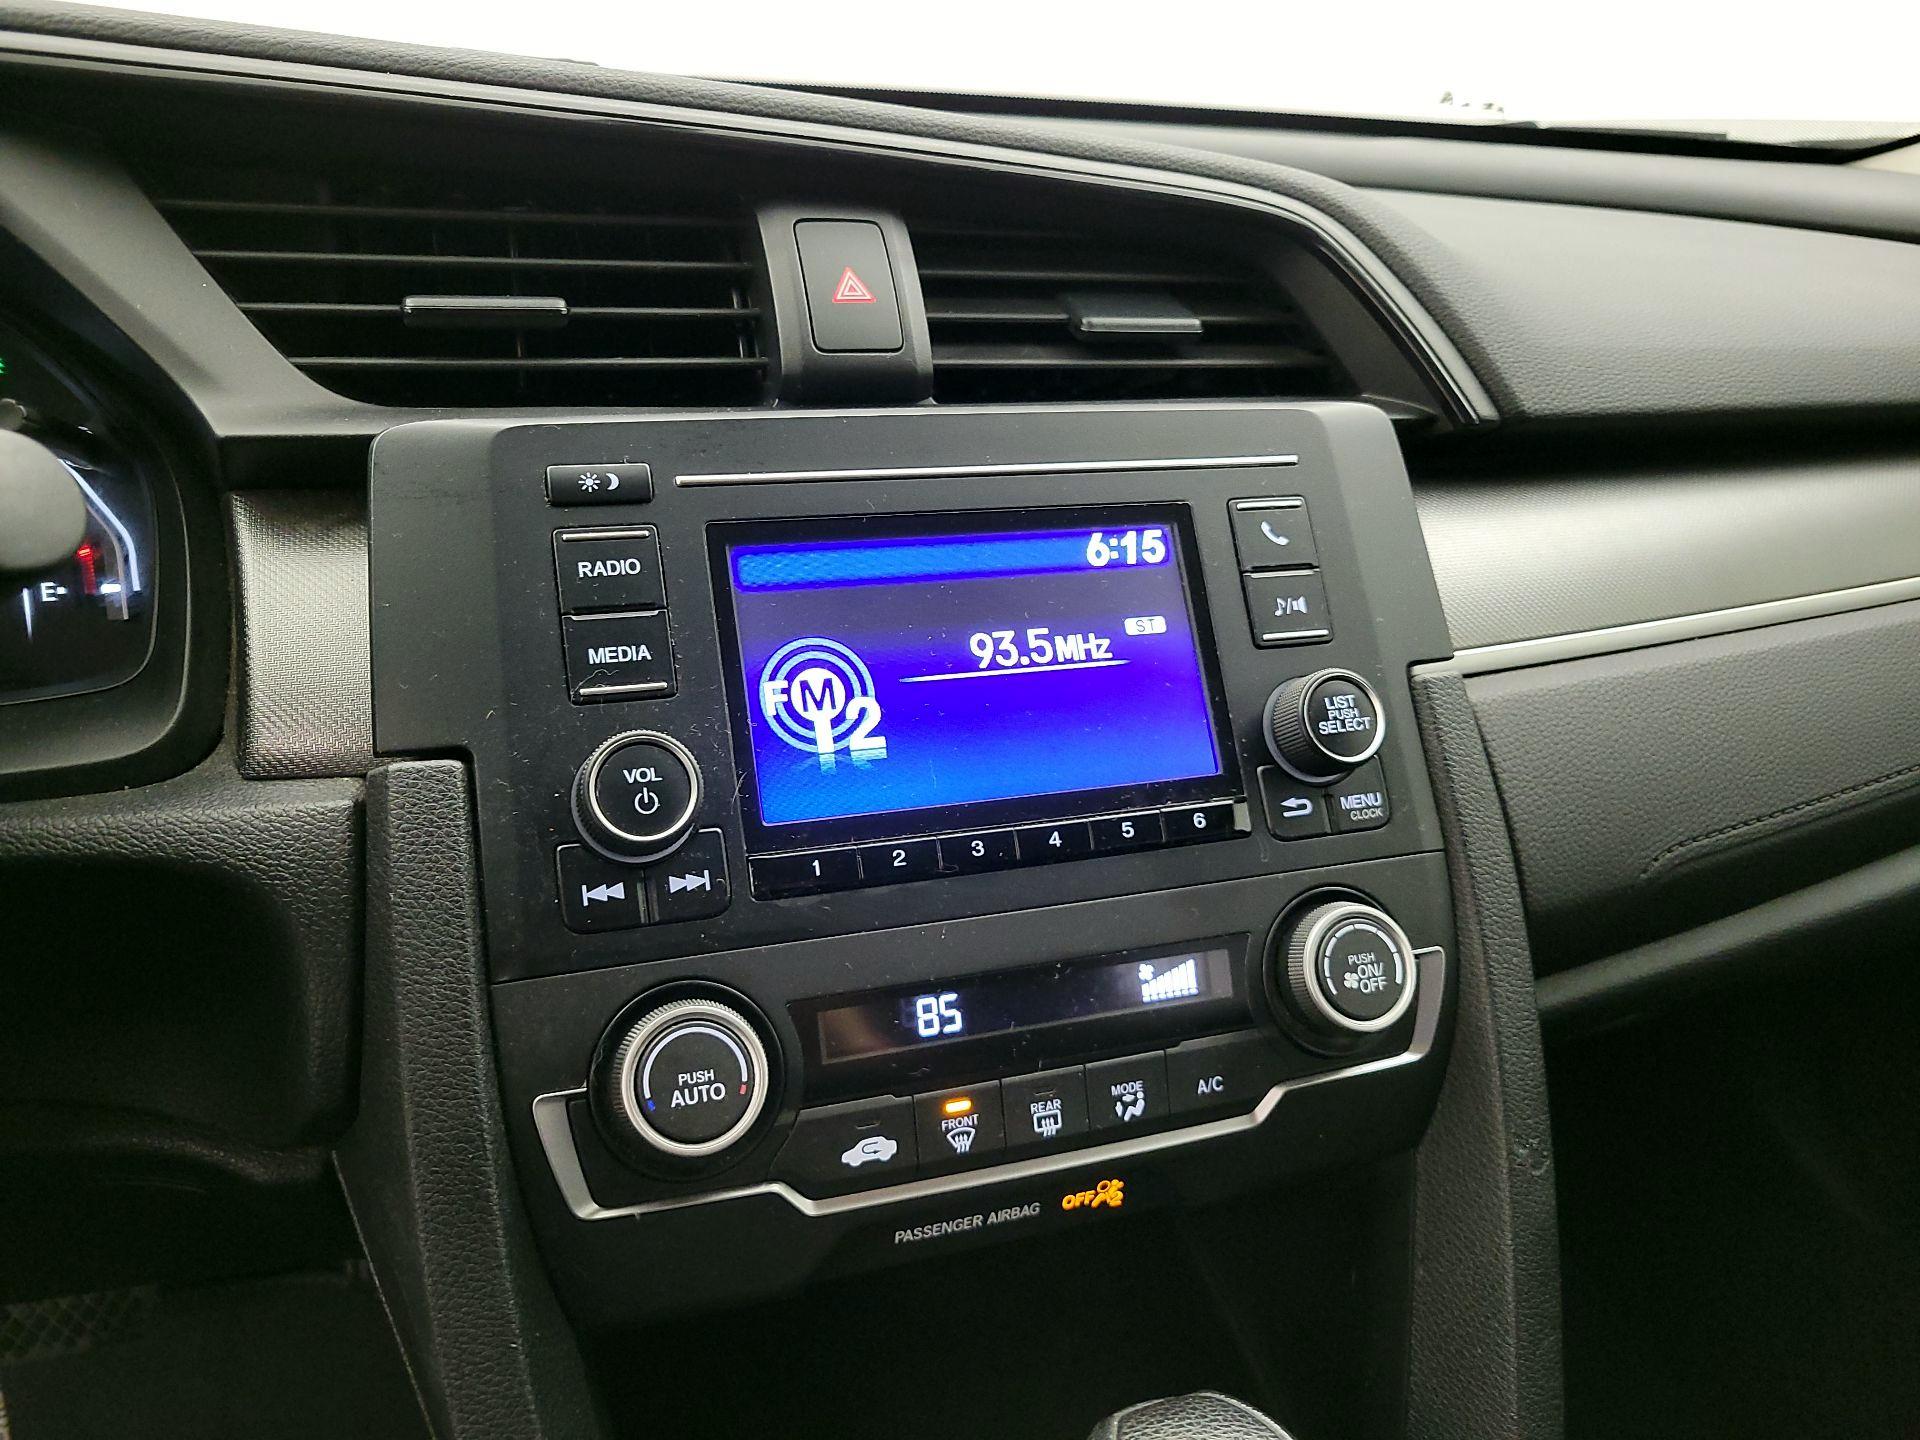 6:15
RADIO
93.5MHz
ST
MEDIA
FM
2
LIST
PUSH
SELECT
VOL
MENU
CLOCK
1 2 3 4 5 6
E
PUSH
ON/
OFF
85
PUSH
AUTO
FRONT
REAR
MODE
A/C
PASSENGER AIRBAG
OFF
2